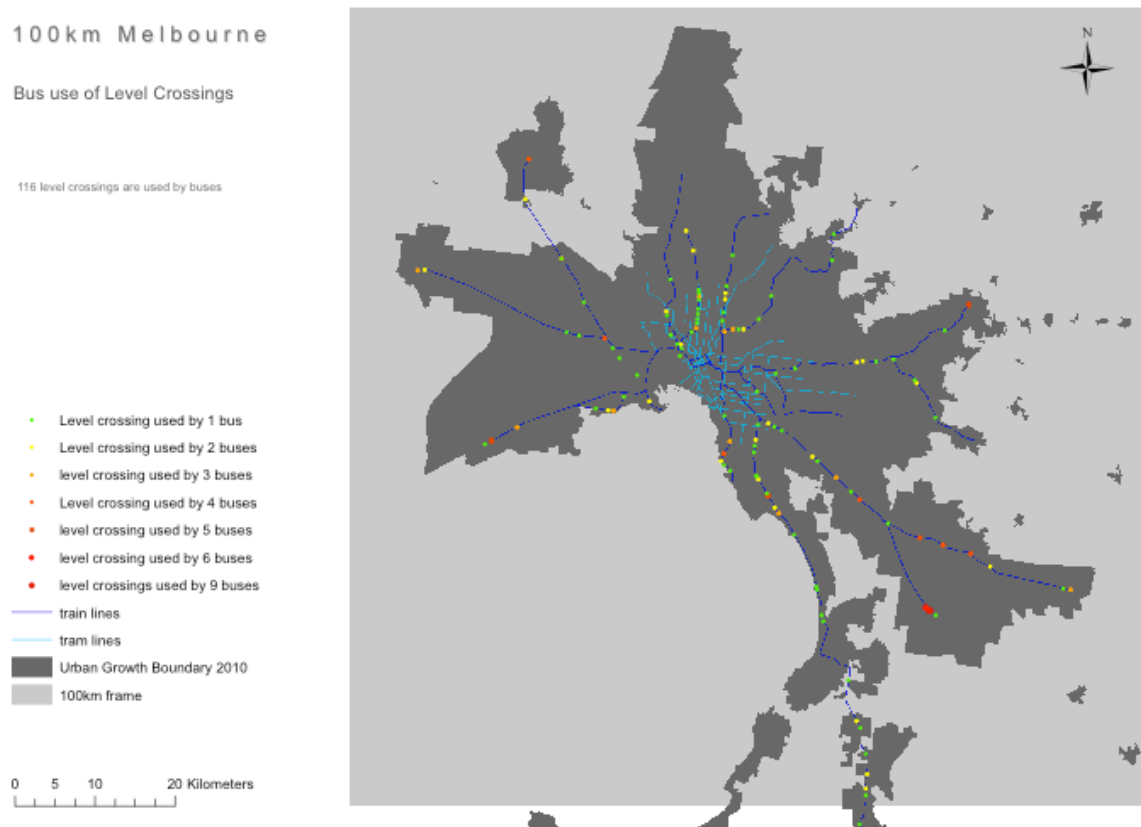 100km Melbourne
Bus use of Level Crossings
116 level crossings are used by buses
N
Level crossing used by 1 bus
Level crossing used by 2 buses
level crossing used by 3 buses
Level crossing used by 4 buses
level crossing used by 5 buses
level crossing used by 6 buses
level crossings used by 9 buses
train lines
tram lines
Urban Growth Boundary 2010
100km frame
0 5 10 20 Kilometers